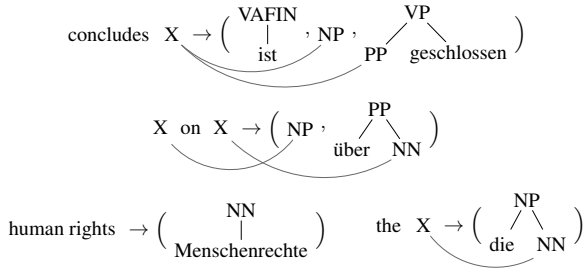 VAFIN VP
concludes X → ( , NP, , )
ist PP geschlossen
PP
X on X → ( NP , )
über NN
NN NP
human rights → ( ) the X → ( )
Menschenrechte die NN